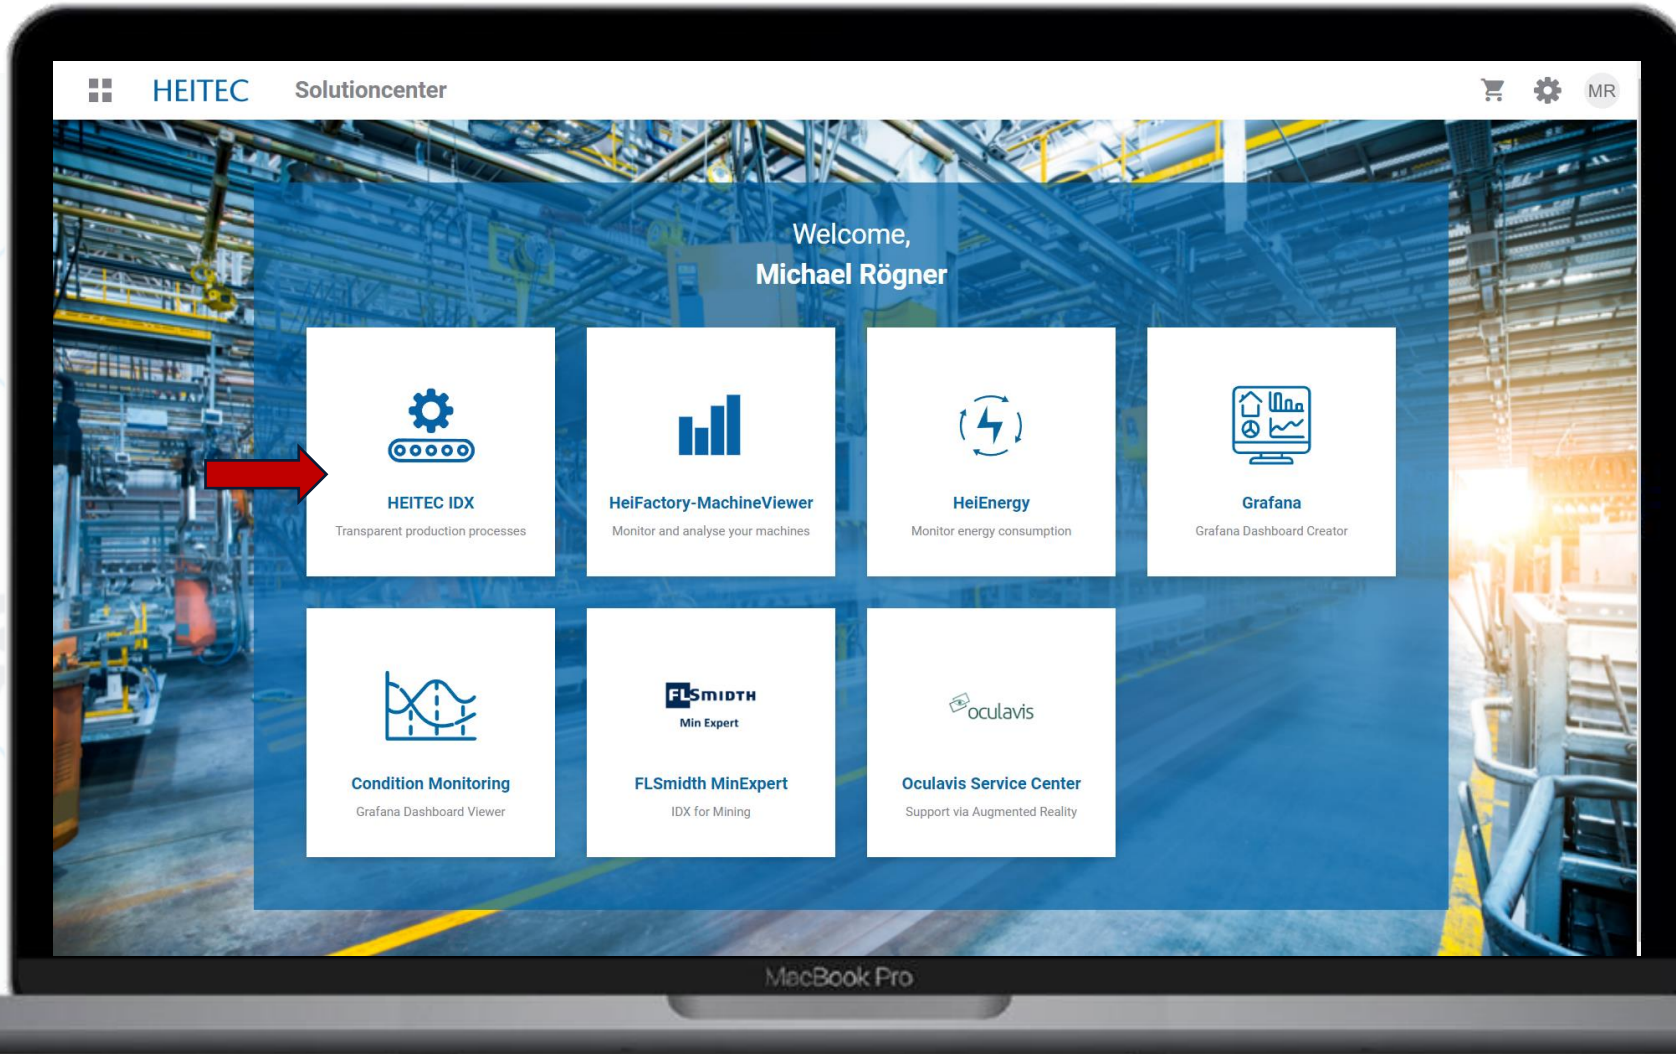 HEITEC Solutioncenter MR
Welcome,
Michael Rögner
HEITEC IDX
Transparent production processes
HeiFactory-MachineViewer
Monitor and analyse your machines
HeiEnergy
Monitor energy consumption
Grafana
Grafana Dashboard Creator
Condition Monitoring
Grafana Dashboard Viewer
FLSMIDTH
Min Expert
FLSmidth MinExpert
IDX for Mining
oculavis
Oculavis Service Center
Support via Augmented Reality
MacBook Pro